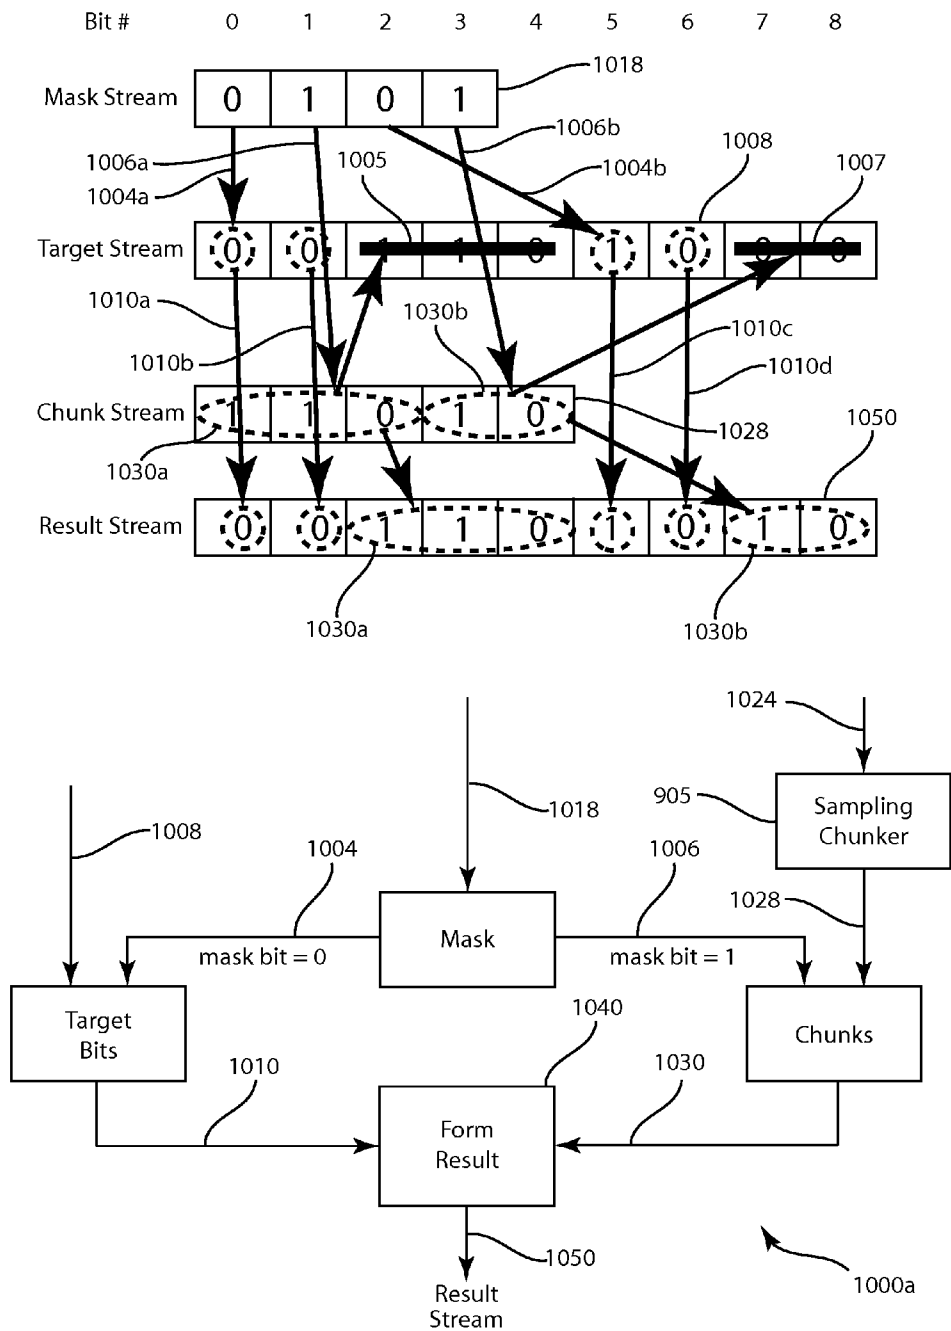 Bit # 0 1 2 3 4 5 6 7 8
1018
Mask Stream 0 1 0 1
1006b
1006a 1005 1004b 1008 1007
1004a
Target Stream 0 0 1 1 0 1 0 0 0
1010a 1030b 1010c
1010b 1010d
Chunk Stream 1 1 0 1 0
1030a 1028 1050
Result Stream 0 0 1 1 0 1 0 1 0
1030a 1030b
1024
905 Sampling
Chunker
1018
1008
1004 1006
1028
Mask
mask bit = 0 mask bit = 1
1040
Target
Bits
Chunks
1010 1030
Form
Result
1050
1000a
Result
Stream